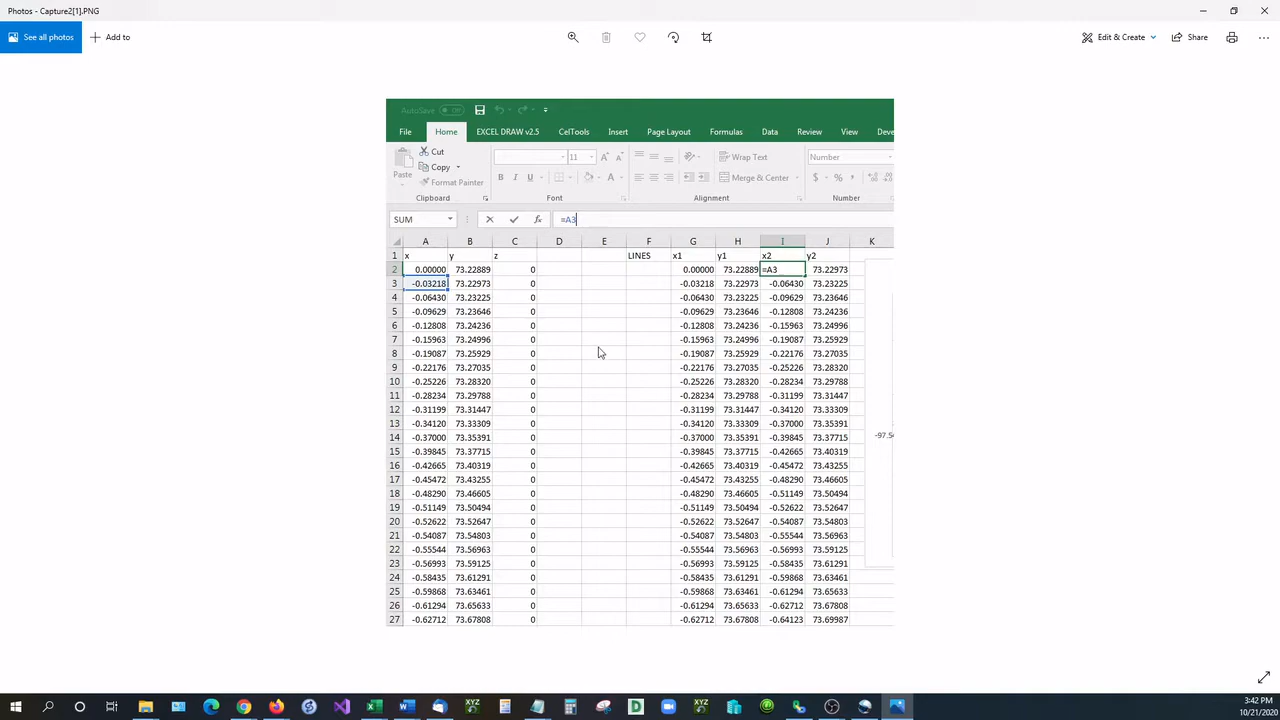 Photos - Capture2[1].PNG
See all photos
Add to
Edit & Create
Share
AutoSave Off
File Home EXCEL DRAW v2.5 CelTools Insert Page Layout Formulas Data Review View Deve
Cut
Copy
Format Painter
Paste
11
Wrap Text
Merge & Center
Number
$ %
Clipboard Font Alignment Number
SUM fx =A3
A B C D E F G H I J K
1 x y z LINES x1 y1 x2 y2
2 0.00000 73.22889 0 0.00000 73.22889 =A3 73.22973
3 -0.03218 73.22973 0 -0.03218 73.22973 -0.06430 73.23225
4 -0.06430 73.23225 0 -0.06430 73.23225 -0.09629 73.23646
5 -0.09629 73.23646 0 -0.09629 73.23646 -0.12808 73.24236
6 -0.12808 73.24236 0 -0.12808 73.24236 -0.15963 73.24996
7 -0.15963 73.24996 0 -0.15963 73.24996 -0.19087 73.25929
8 -0.19087 73.25929 0 -0.19087 73.25929 -0.22176 73.27035
9 -0.22176 73.27035 0 -0.22176 73.27035 -0.25226 73.28320
10 -0.25226 73.28320 0 -0.25226 73.28320 -0.28234 73.29788
11 -0.28234 73.29788 0 -0.28234 73.29788 -0.31199 73.31447
12 -0.31199 73.31447 0 -0.31199 73.31447 -0.34120 73.33309
13 -0.34120 73.33309 0 -0.34120 73.33309 -0.37000 73.35391
14 -0.37000 73.35391 0 -0.37000 73.35391 -0.39845 73.37715 -97.5
15 -0.39845 73.37715 0 -0.39845 73.37715 -0.42665 73.40319
16 -0.42665 73.40319 0 -0.42665 73.40319 -0.45472 73.43255
17 -0.45472 73.43255 0 -0.45472 73.43255 -0.48290 73.46605
18 -0.48290 73.46605 0 -0.48290 73.46605 -0.51149 73.50494
19 -0.51149 73.50494 0 -0.51149 73.50494 -0.52622 73.52647
20 -0.52622 73.52647 0 -0.52622 73.52647 -0.54087 73.54803
21 -0.54087 73.54803 0 -0.54087 73.54803 -0.55544 73.56963
22 -0.55544 73.56963 0 -0.55544 73.56963 -0.56993 73.59125
23 -0.56993 73.59125 0 -0.56993 73.59125 -0.58435 73.61291
24 -0.58435 73.61291 0 -0.58435 73.61291 -0.59868 73.63461
25 -0.59868 73.63461 0 -0.59868 73.63461 -0.61294 73.65633
26 -0.61294 73.65633 0 -0.61294 73.65633 -0.62712 73.67808
27 -0.62712 73.67808 0 -0.62712 73.67808 -0.64123 73.69987
XYZ XYZ
3:42 PM
10/21/2020